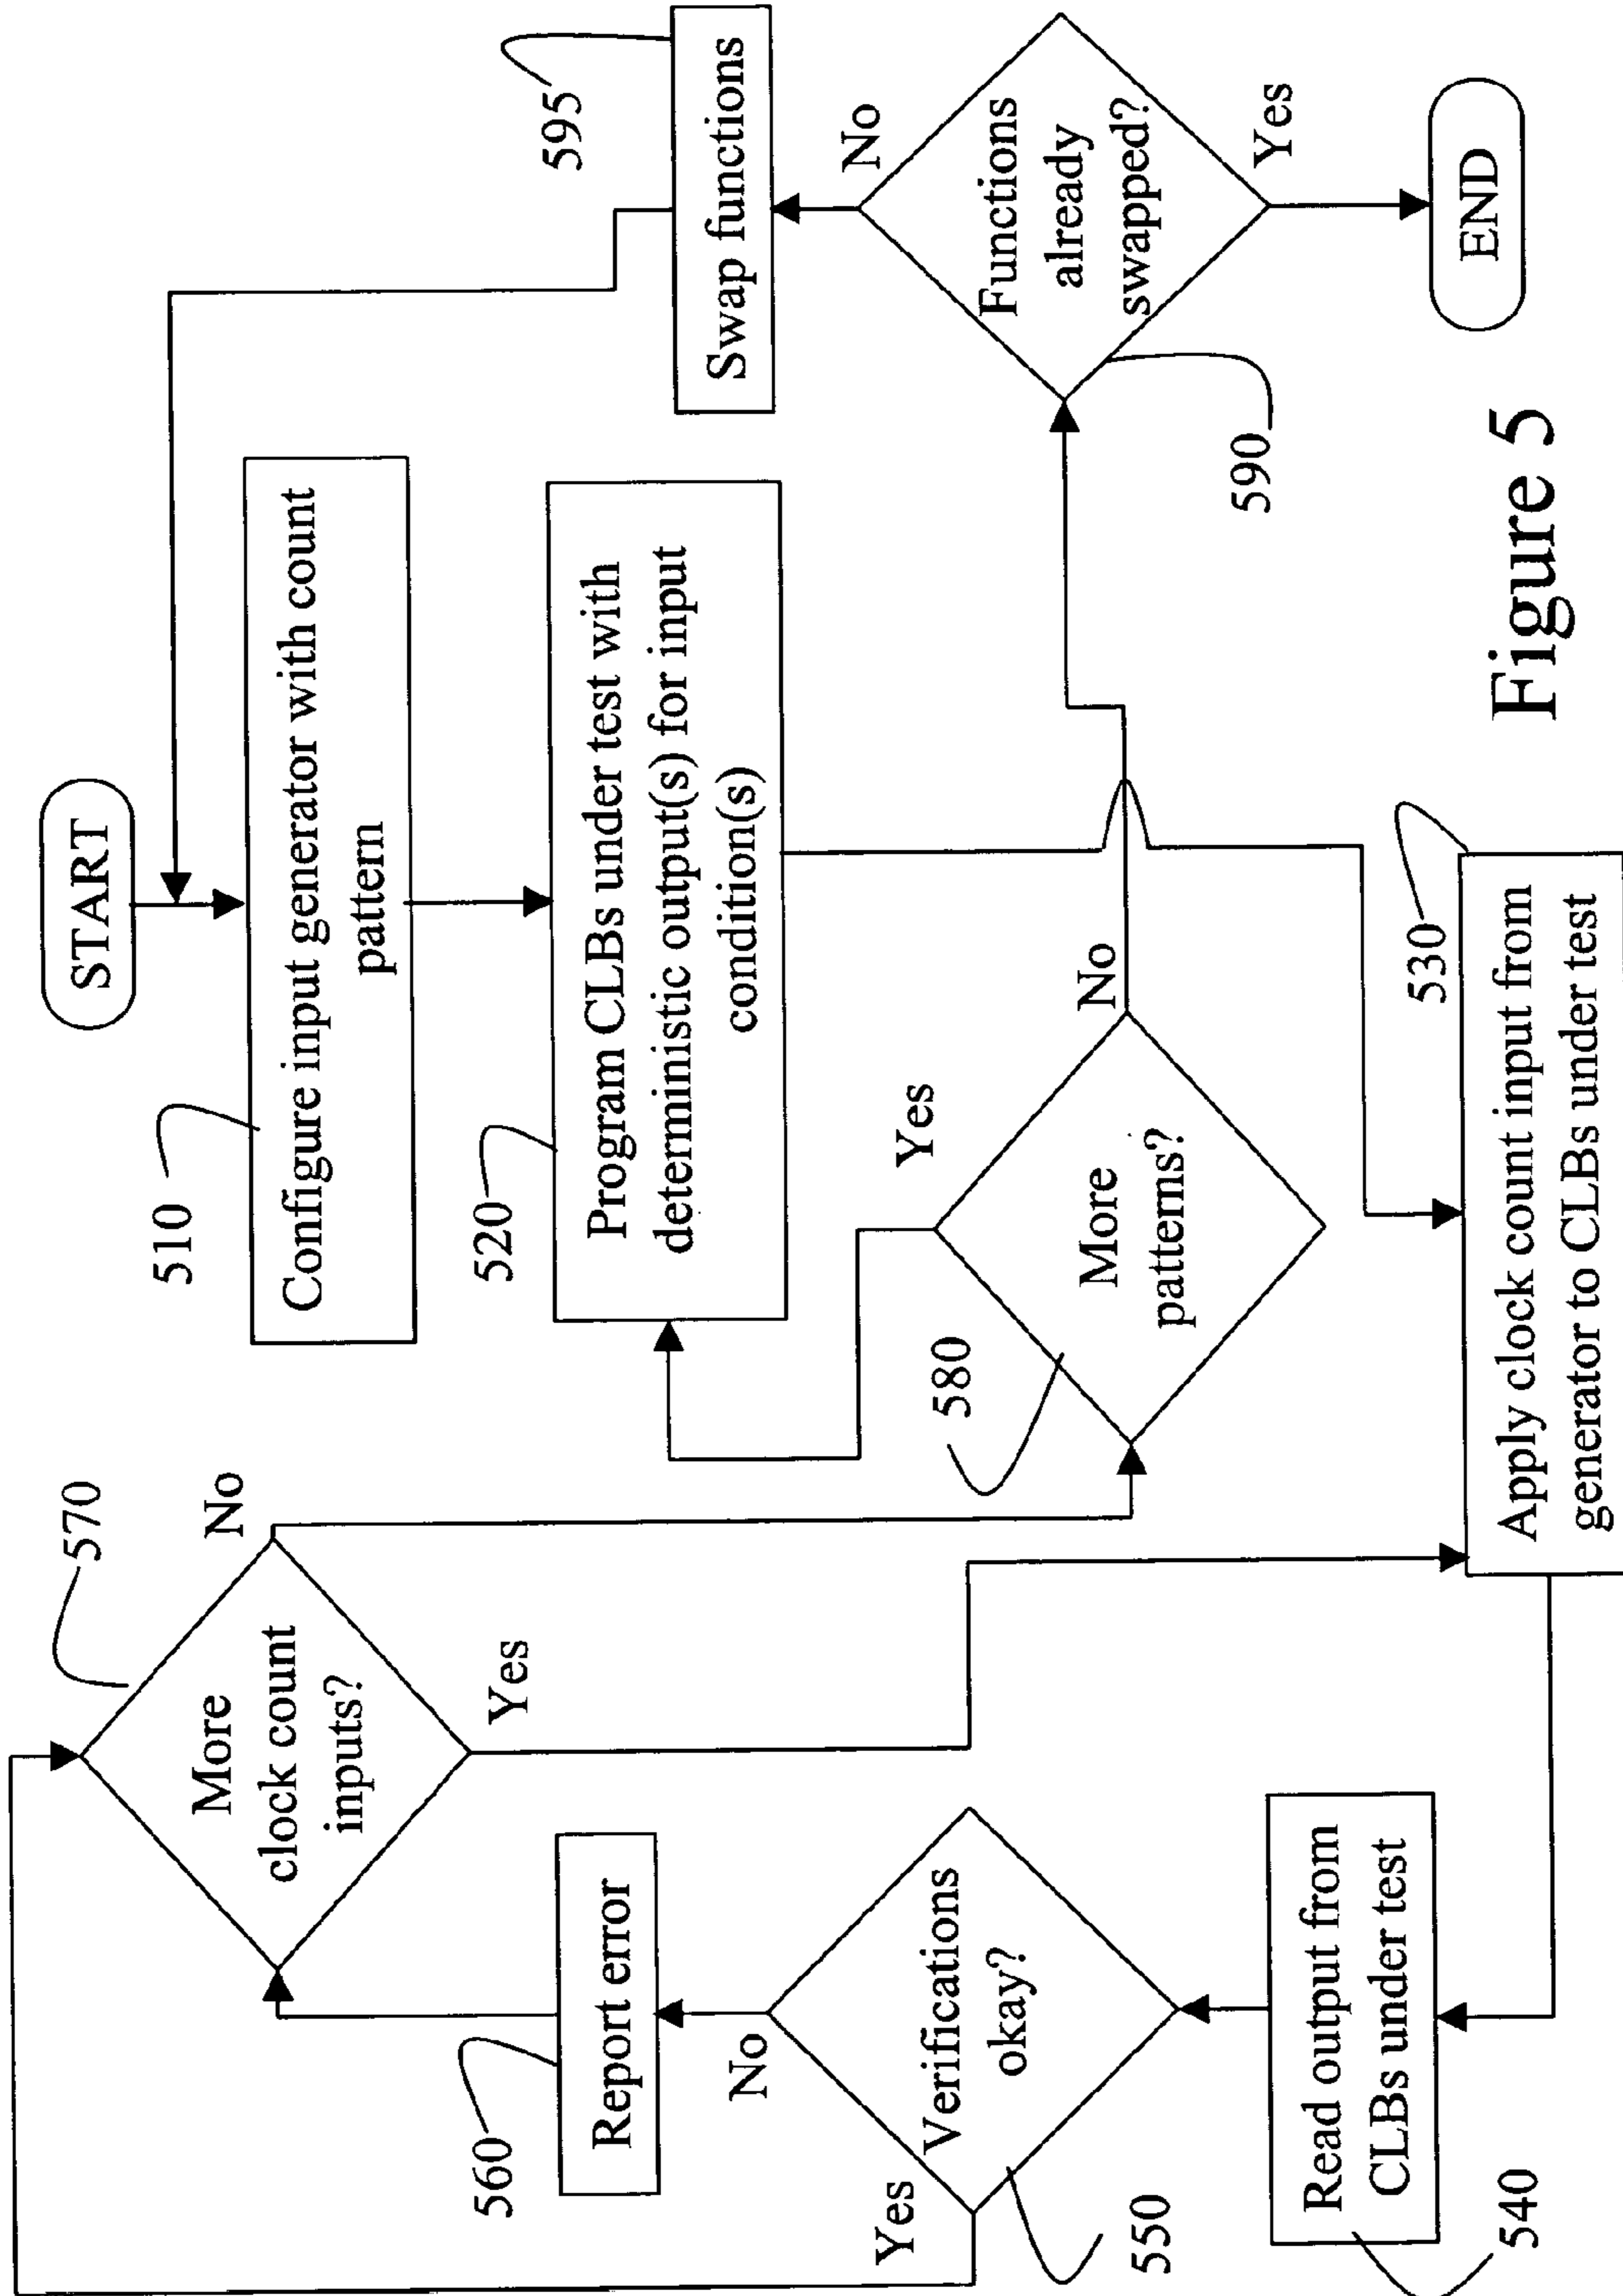 START
510
Configure input generator with count
pattern
520
Program CLBs under test with
deterministic output(s) for input
condition(s)
530
Apply clock count input from
generator to CLBs under test
540
Read output from
CLBs under test
550
Verifications
okay?
Yes
No
560
Report error
570
More
clock count
inputs?
Yes
No
580
More
patterns?
Yes
No
590
Functions
already
swapped?
No
Yes
595
Swap functions
END
Figure 5